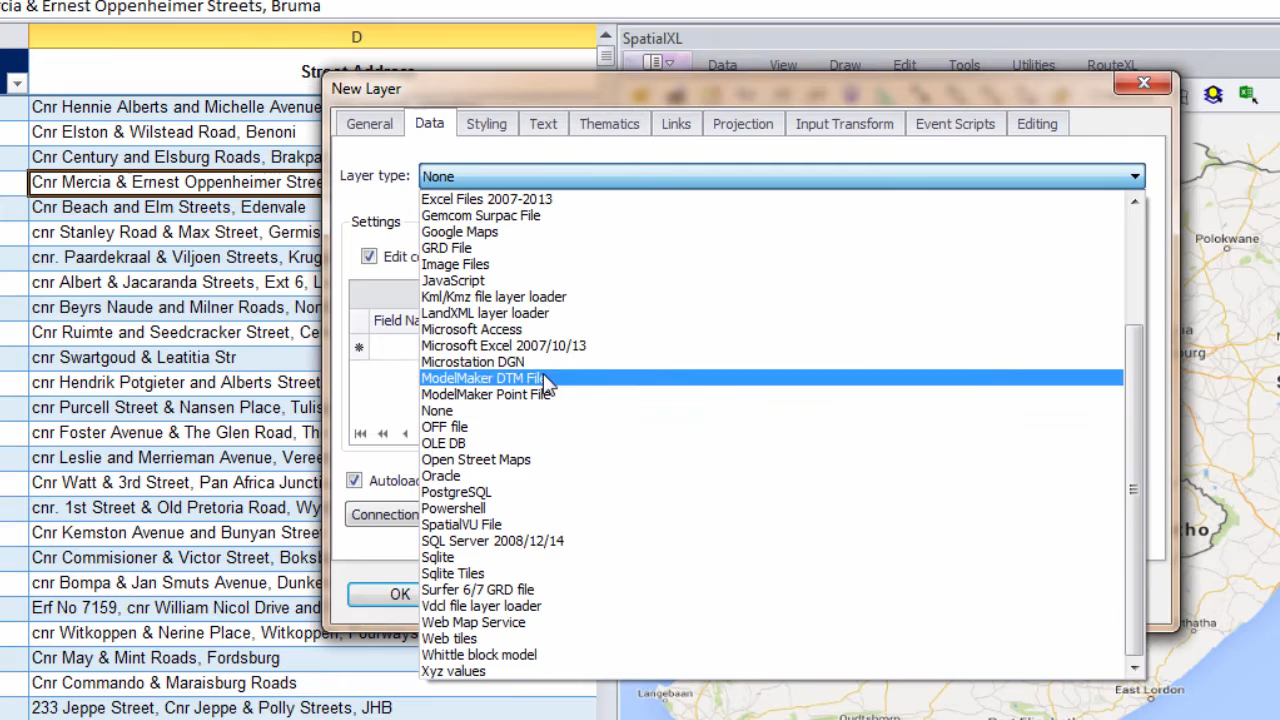 rcia & Ernest Oppenheimer Streets, Bruma
D
SpatialXL
Street Address
Data View Draw Edit Tools Utilities RouteXL
New Layer
General Data Styling Text Thematics Links Projection Input Transform Event Scripts Editing
Layer type: None
Settings
Edit co
Field Na
Autoload
Connection
OK
Excel Files 2007-2013
Gemcom Surpac File
Google Maps
GRD File
Image Files
JavaScript
Kml/Kmz file layer loader
LandXML layer loader
Microsoft Access
Microsoft Excel 2007/10/13
Microstation DGN
ModelMaker DTM File
ModelMaker Point File
None
OFF file
OLE DB
Open Street Maps
Oracle
PostgreSQL
Powershell
SpatialVU File
SQL Server 2008/12/14
Sqlite
Sqlite Tiles
Surfer 6/7 GRD file
Vdcl file layer loader
Web Map Service
Web tiles
Whittle block model
Xyz values
Cnr Hennie Alberts and Michelle Avenue
Cnr Elston & Wilstead Road, Benoni
Cnr Century and Elsburg Roads, Brakpa
Cnr Mercia & Ernest Oppenheimer Stree
Cnr Beach and Elm Streets, Edenvale
cnr Stanley Road & Max Street, Germis
cnr. Paardekraal & Viljoen Streets, Krug
cnr Albert & Jacaranda Streets, Ext 6, L
cnr Beyrs Naude and Milner Roads, Nor
Cnr Ruimte and Seedcracker Street, Ce
cnr Swartgoud & Leatitia Str
cnr Hendrik Potgieter and Alberts Stree
cnr Purcell Street & Nansen Place, Tulis
cnr Foster Avenue & The Glen Road, Th
cnr Leslie and Merrieman Avenue, Veree
Cnr Watt & 3rd Street, Pan Africa Juncti
cnr. 1st Street & Old Pretoria Road, Wy
Cnr Kemston Avenue and Bunyan Stree
Cnr Commisioner & Victor Street, Boksb
cnr Bompa & Jan Smuts Avenue, Dunke
Erf No 7159, cnr William Nicol Drive and
cnr Witkoppen & Nerine Place, Witkoppen, Fourways
Cnr May & Mint Roads, Fordsburg
Cnr Commando & Maraisburg Roads
233 Jeppe Street, Cnr Jeppe & Polly Streets, JHB
Polokwane
burg
ho
thatha
Langebaan
East London